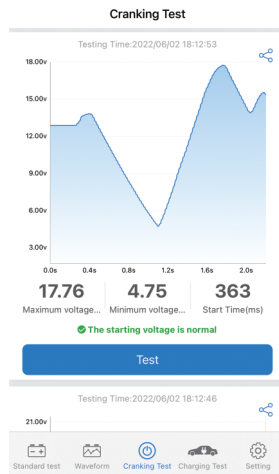 Cranking Test
Testing Time:2022/06/02 18:12:53
18.00v
15.00v
12.00v
9.00v
6.00v
3.00v
0.0s 0.4s 0.8s 1.2s 1.6s 2.0s
17.76 4.75 363
Maximum voltage... Minimum voltage... Start Time(ms)
The starting voltage is normal
Test
Testing Time:2022/06/02 18:12:46
21.00v
Standard test Waveform Cranking Test Charging Test Setting